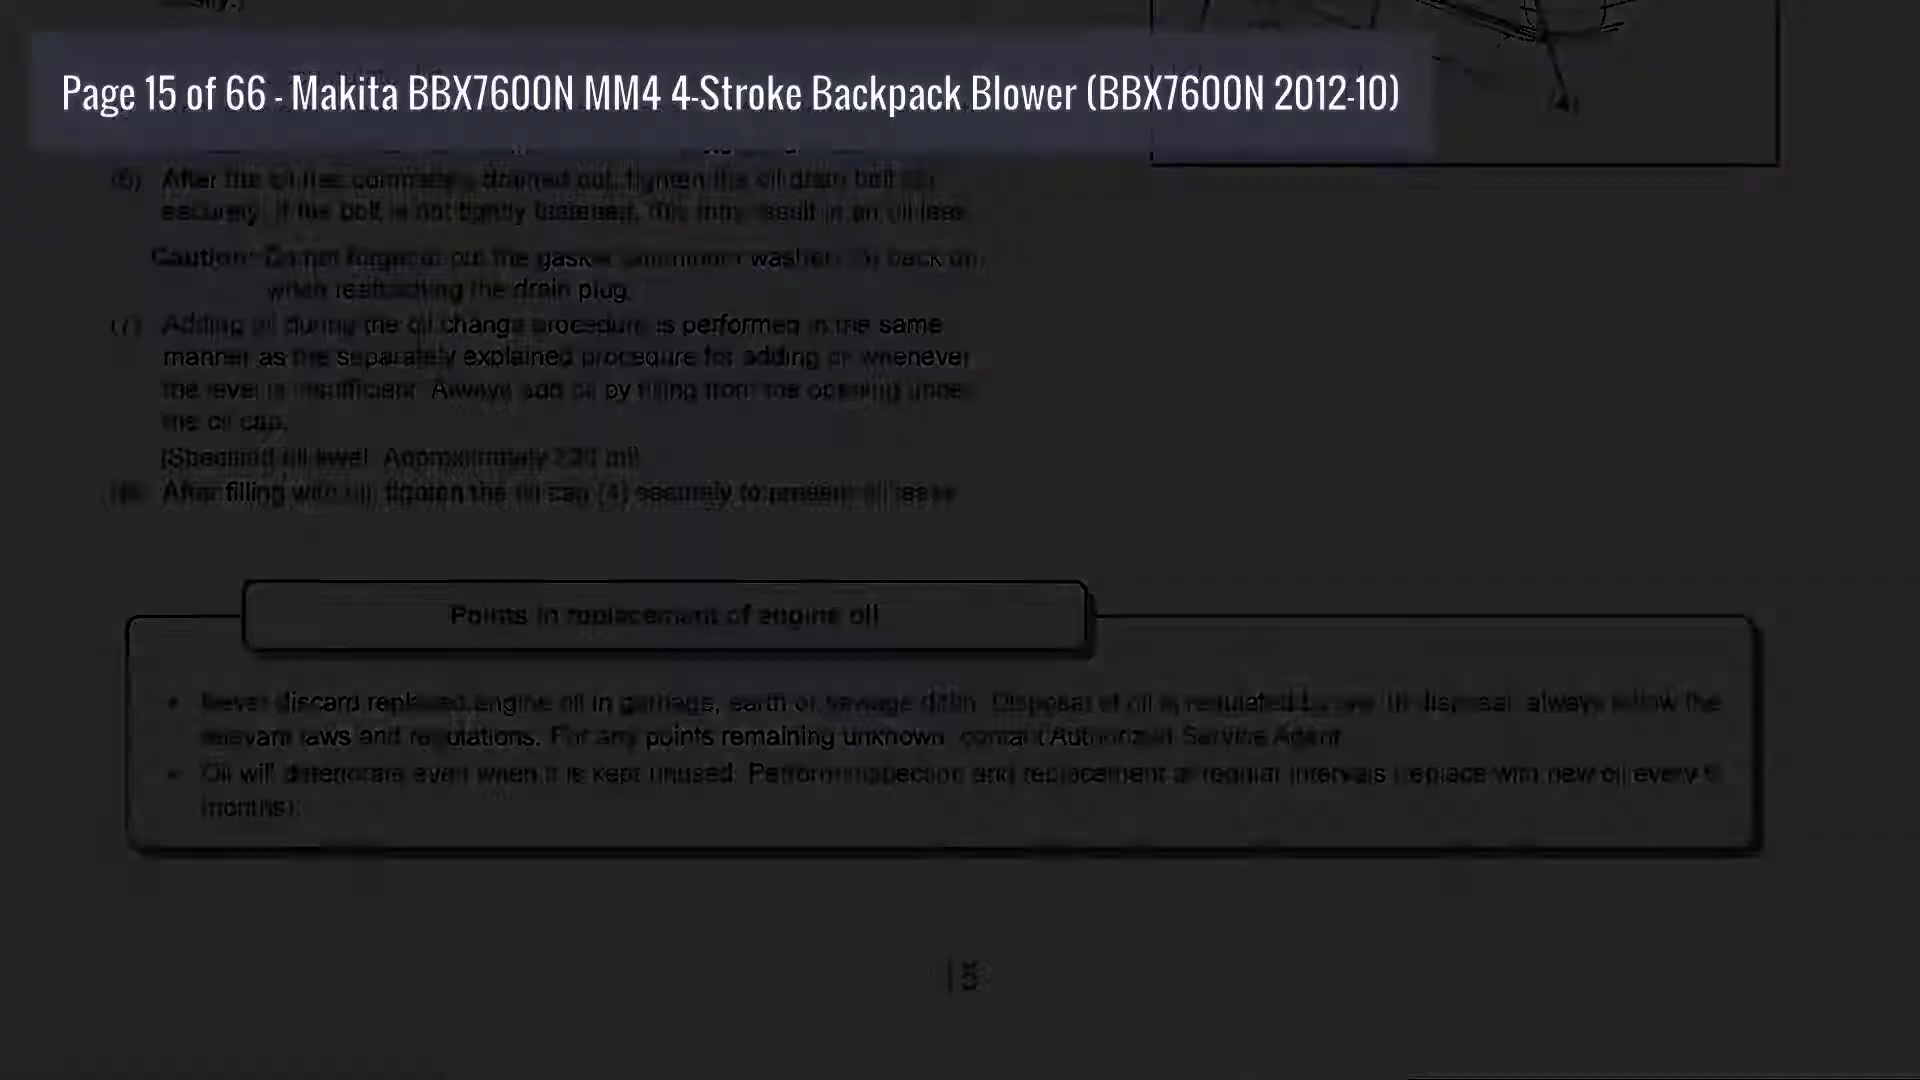 Page 15 of 66 - Makita BBX7600N MM4 4-Stroke Backpack Blower (BBX7600N 2012-10)
(4)
(6) After the oil has completely drained out, tighten the oil drain bolt
securely. If the bolt is not tightly fastened, this may result in an oil leak.
Caution: Do not forget to put the gasket (aluminum washer) back on
when reattaching the drain plug.
(7) Adding oil during the oil change procedure is performed in the same
manner as the separately explained procedure for adding oil whenever
the level is insufficient. Always add oil by filling from the opening under
the oil cap.
(Specified oil level: Approximately ml)
(8) After filling with oil, tighten the oil cap (4) securely to prevent oil leaks.
Points in replacement of engine oil
• Never discard replaced engine oil in garbage, earth or sewage ditch. Disposal of oil is regulated by law. In disposal, always follow the
relevant laws and regulations. For any points remaining unknown, contact Authorized Service Agent.
• Oil will deteriorate even when it is kept unused. Perform inspection and replacement at regular intervals (replace with new oil every 6
months).
15